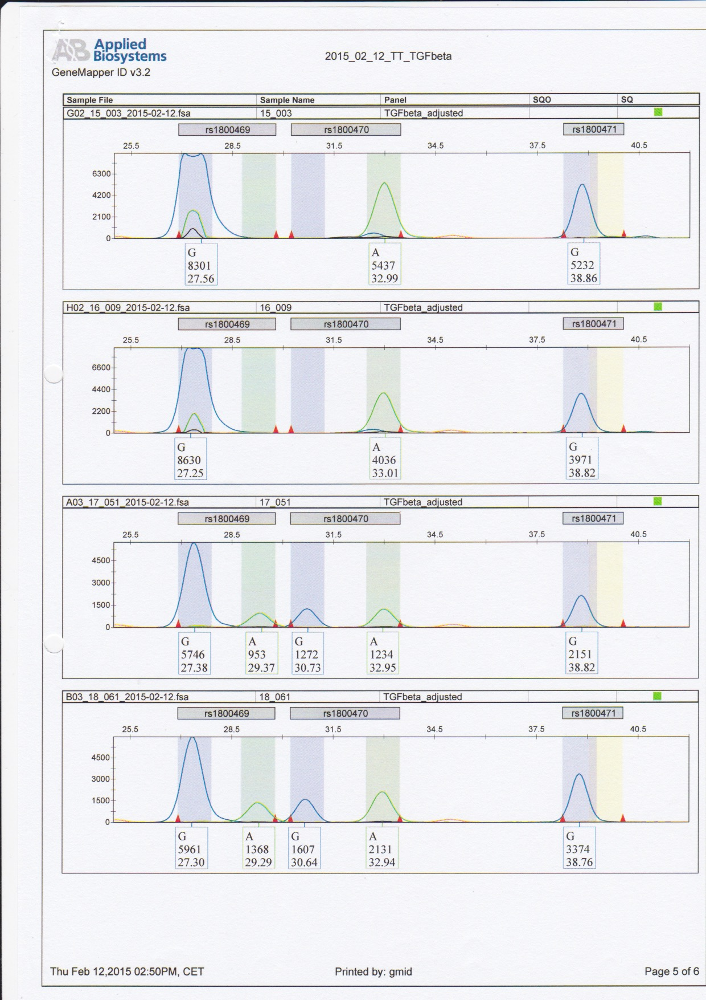 Applied
Biosystems
GeneMapper ID v3.2
2015_02_12_TT_TGFbeta
Sample File Sample Name Panel SQO SQ
G02_15_003_2015-02-12.fsa 15_003 TGFbeta_adjusted
rs1800469 rs1800470 rs1800471
25.5 28.5 31.5 34.5 37.5 40.5
6300
4200
2100
0
G A G
8301 5437 5232
27.56 32.99 38.86
H02_16_009_2015-02-12.fsa 16_009 TGFbeta_adjusted
rs1800469 rs1800470 rs1800471
25.5 28.5 31.5 34.5 37.5 40.5
6600
4400
2200
0
G A G
8630 4036 3971
27.25 33.01 38.82
A03_17_051_2015-02-12.fsa 17_051 TGFbeta_adjusted
rs1800469 rs1800470 rs1800471
25.5 28.5 31.5 34.5 37.5 40.5
4500
3000
1500
0
G A G A G
5746 953 1272 1234 2151
27.38 29.37 30.73 32.95 38.82
B03_18_061_2015-02-12.fsa 18_061 TGFbeta_adjusted
rs1800469 rs1800470 rs1800471
25.5 28.5 31.5 34.5 37.5 40.5
4500
3000
1500
0
G A G A G
5961 1368 1607 2131 3374
27.30 29.29 30.64 32.94 38.76
Thu Feb 12,2015 02:50PM, CET Printed by: gmid Page 5 of 6